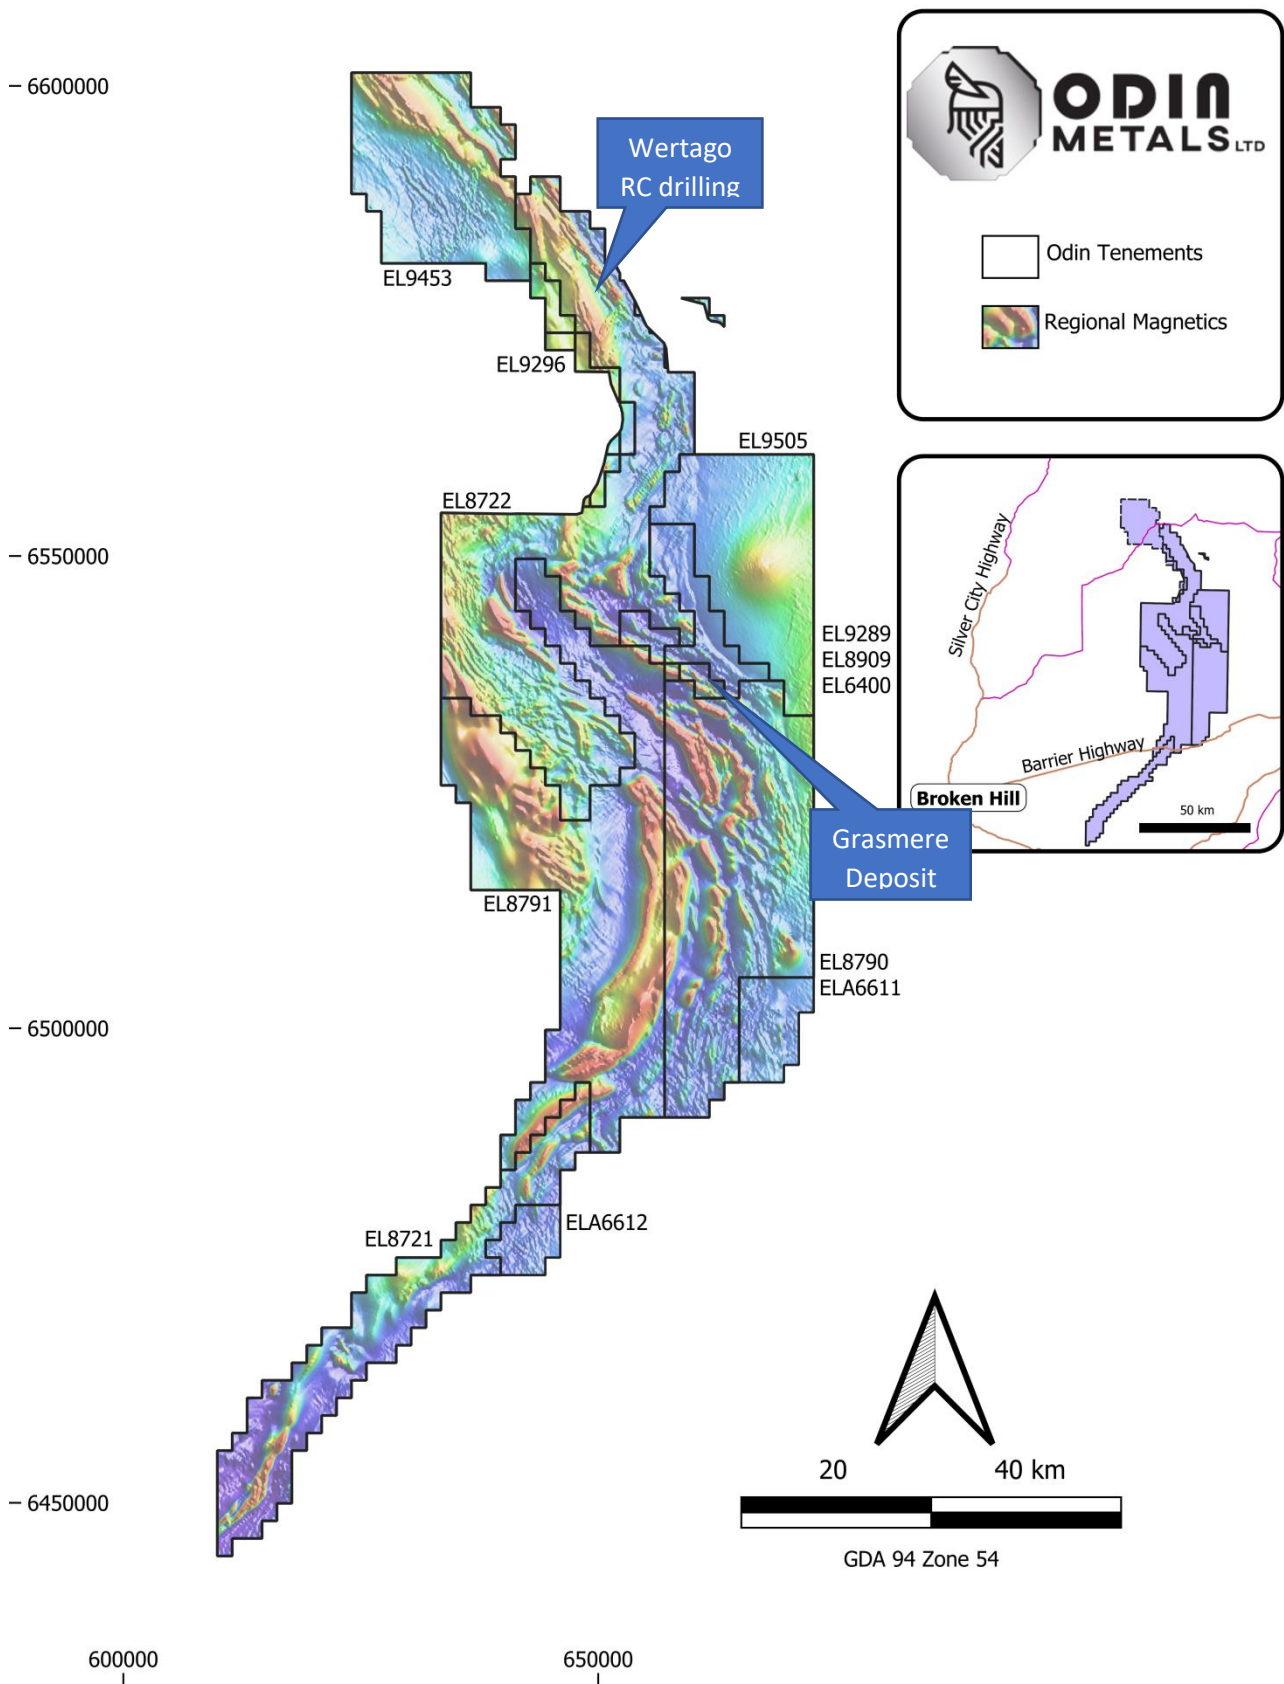 6600000
ODIN
METALS LTD
Wertago
RC drilling
Odin Tenements
EL9453
Regional Magnetics
EL9296
EL9505
EL8722
6550000
Silver City Highway
EL9289
EL8909
EL6400
Barrier Highway
Broken Hill
50 km
Grasmere
Deposit
EL8791
EL8790
ELA6611
6500000
ELA6612
EL8721
20 40 km
6450000
GDA 94 Zone 54
600000 650000